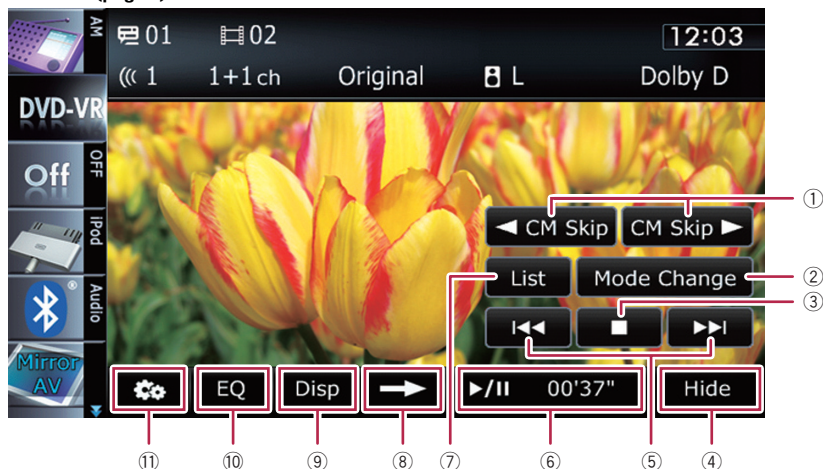 AM
01 02 12:03
((( 1 1+1ch Original L Dolby D
DVD-VR
Off OFF
◄ CM Skip CM Skip ► ①
iPod
List Mode Change ②
③
Audio
Mirror AV
EQ Disp ►/II 00'37" Hide
⑪ ⑩ ⑨ ⑧ ⑦ ⑥ ⑤ ④